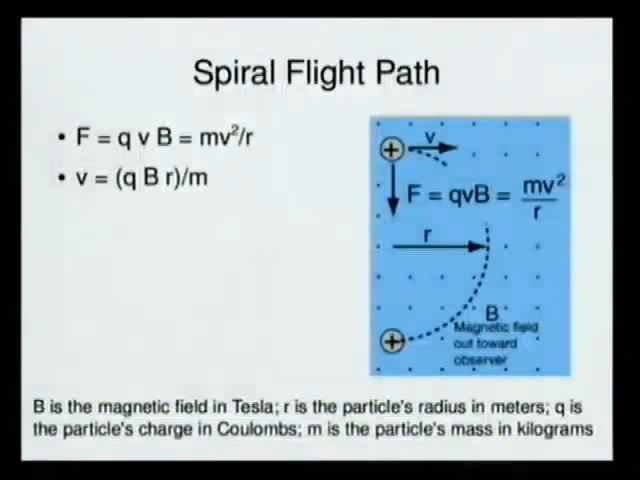 Spiral Flight Path
• F = q v B = mv²/r
• v = (q B r)/m
+
v
F = qvB = mv²/r
r
B
Magnetic field
out toward
observer
+
B is the magnetic field in Tesla; r is the particle's radius in meters; q is
the particle's charge in Coulombs; m is the particle's mass in kilograms